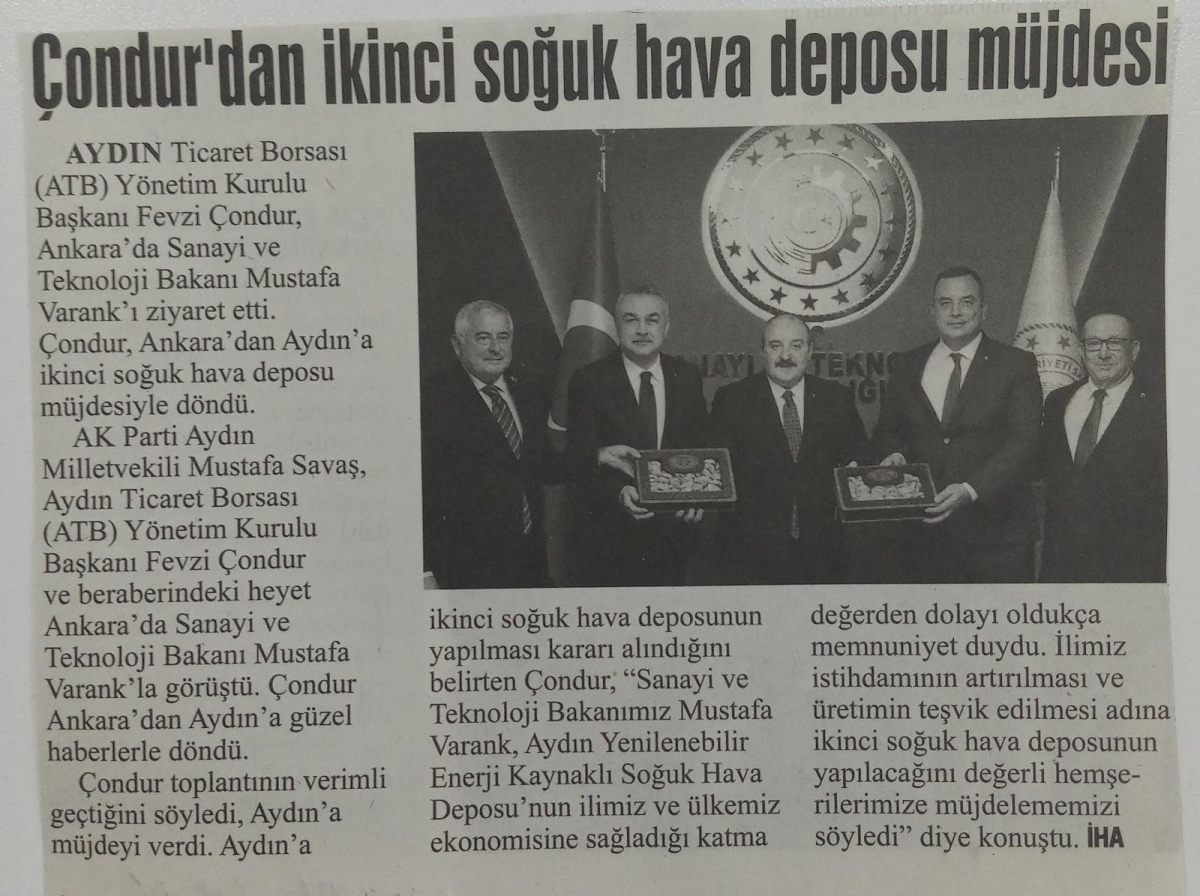 Çondur'dan ikinci soğuk hava deposu müjdesi
AYDIN Ticaret Borsası
(ATB) Yönetim Kurulu
Başkanı Fevzi Çondur,
Ankara’da Sanayi ve
Teknoloji Bakanı Mustafa
Varank’ı ziyaret etti.
Çondur, Ankara’dan Aydın’a
ikinci soğuk hava deposu
müjdesiyle döndü.
AK Parti Aydın
Milletvekili Mustafa Savaş,
Aydın Ticaret Borsası
(ATB) Yönetim Kurulu
Başkanı Fevzi Çondur
ve beraberindeki heyet
Ankara’da Sanayi ve
Teknoloji Bakanı Mustafa
Varank’la görüştü. Çondur
Ankara’dan Aydın’a güzel
haberlerle döndü.
Çondur toplantının verimli
geçtiğini söyledi, Aydın’a
müjdeyi verdi. Aydın’a
ikinci soğuk hava deposunun
yapılması kararı alındığını
belirten Çondur, “Sanayi ve
Teknoloji Bakanımız Mustafa
Varank, Aydın Yenilenebilir
Enerji Kaynaklı Soğuk Hava
Deposu’nun ilimiz ve ülkemiz
ekonomisine sağladığı katma
değerden dolayı oldukça
memnuniyet duydu. İlimiz
istihdamının artırılması ve
üretimin teşvik edilmesi adına
ikinci soğuk hava deposunun
yapılacağını değerli hemşe-
rilerimize müjdelememizi
söyledi” diye konuştu. İHA